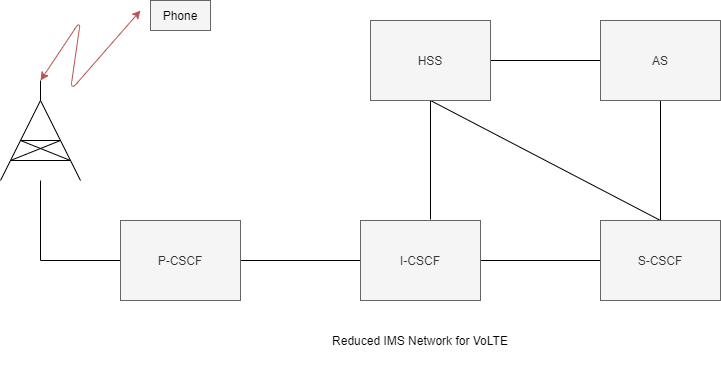 Phone
HSS
AS
P-CSCF
I-CSCF
S-CSCF
Reduced IMS Network for VoLTE